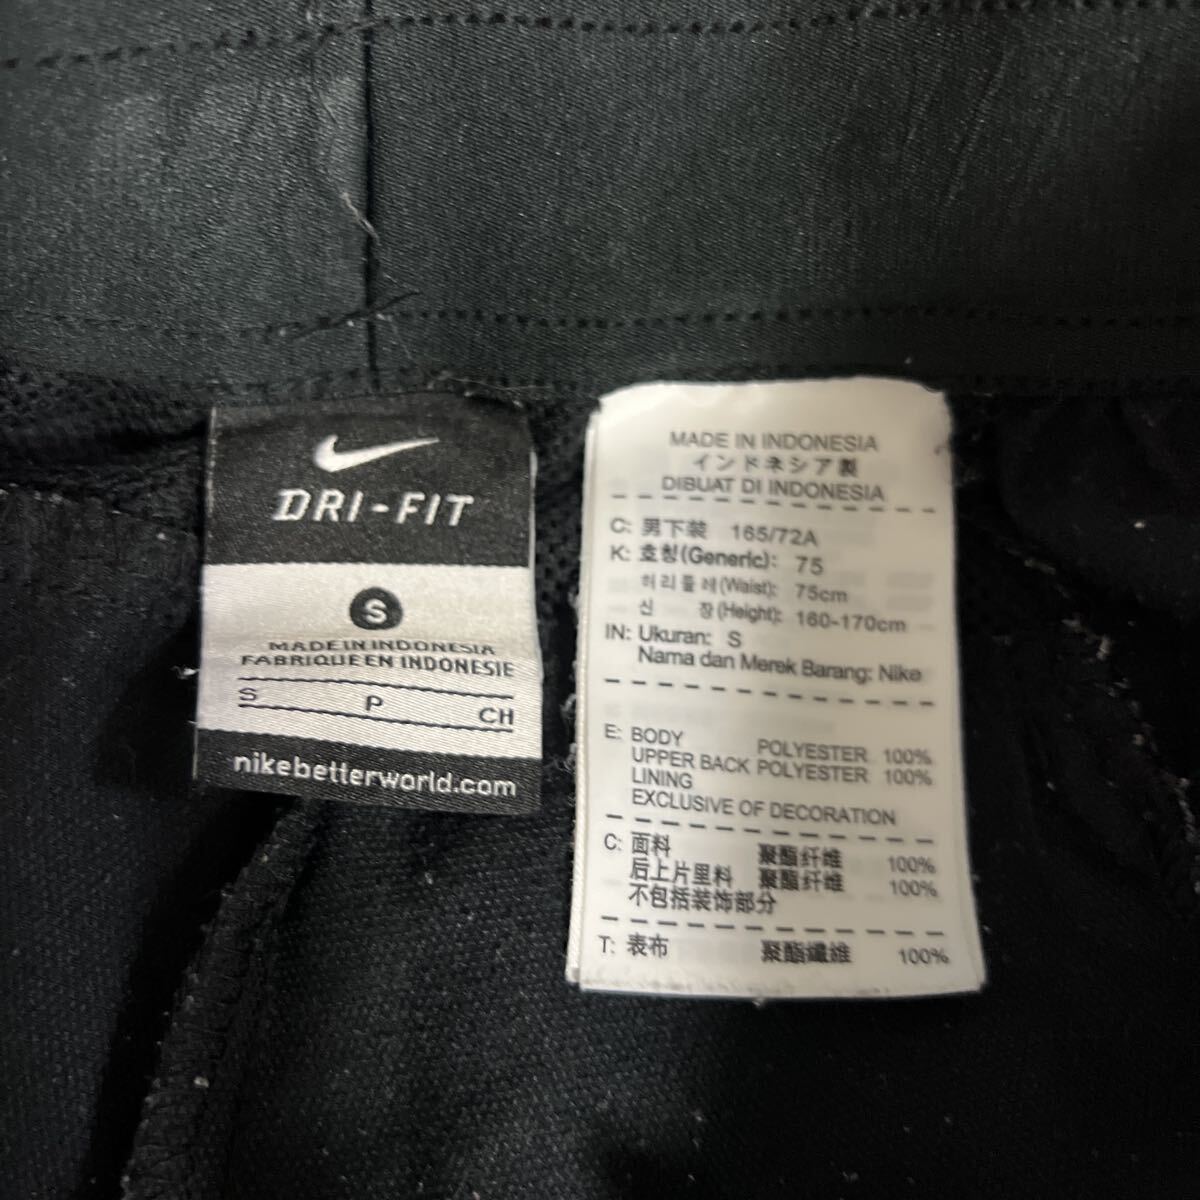 DRI-FIT
S
MADE IN INDONESIA
FABRIQUE EN INDONESIE
S P CH
nikebetterworld.com
MADE IN INDONESIA
インドネシア製
DIBUAT DI INDONESIA
C: 男下装 165/72A
K: 호칭(Generic): 75
허리둘레(Waist): 75cm
신 장(Height): 160-170cm
IN: Ukuran: S
Nama dan Merek Barang: Nike
E: BODY POLYESTER 100%
UPPER BACK POLYESTER 100%
LINING
EXCLUSIVE OF DECORATION
C: 面料 聚酯纤维 100%
后上片里料 聚酯纤维 100%
不包括装饰部分
T: 表布 聚酯纖維 100%